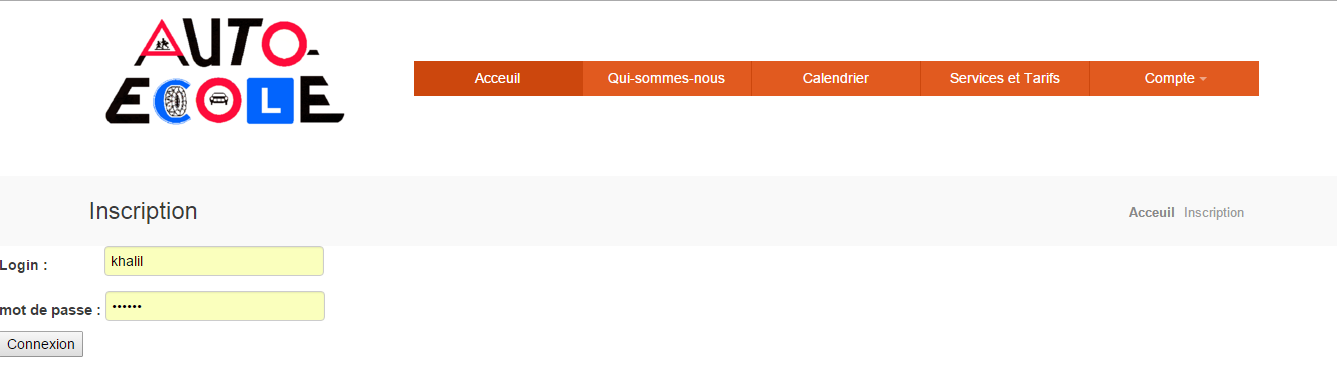 AUTO-
ECOLE
Acceuil Qui-sommes-nous Calendrier Services et Tarifs Compte
Inscription
Acceuil Inscription
Login : khalil
mot de passe : ••••••
Connexion